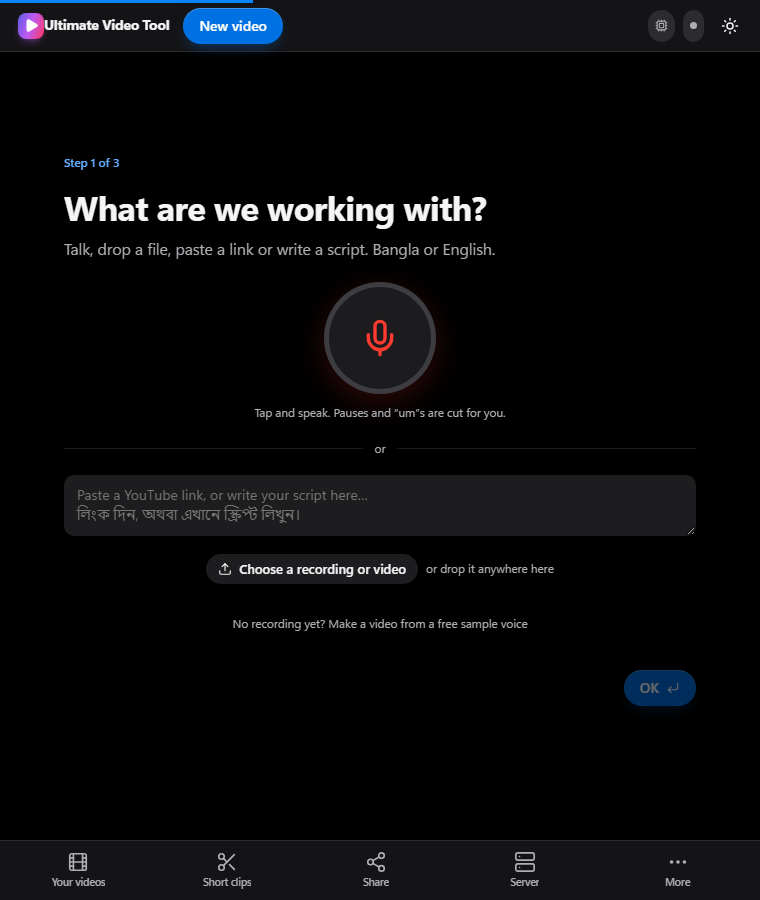 Ultimate Video Tool
New video
Step 1 of 3
What are we working with?
Talk, drop a file, paste a link or write a script. Bangla or English.
Tap and speak. Pauses and “um”s are cut for you.
or
Paste a YouTube link, or write your script here…
লিংক দিন, অথবা এখানে স্ক্রিপ্ট লিখুন।
Choose a recording or video
or drop it anywhere here
No recording yet? Make a video from a free sample voice
OK
Your videos
Short clips
Share
Server
More